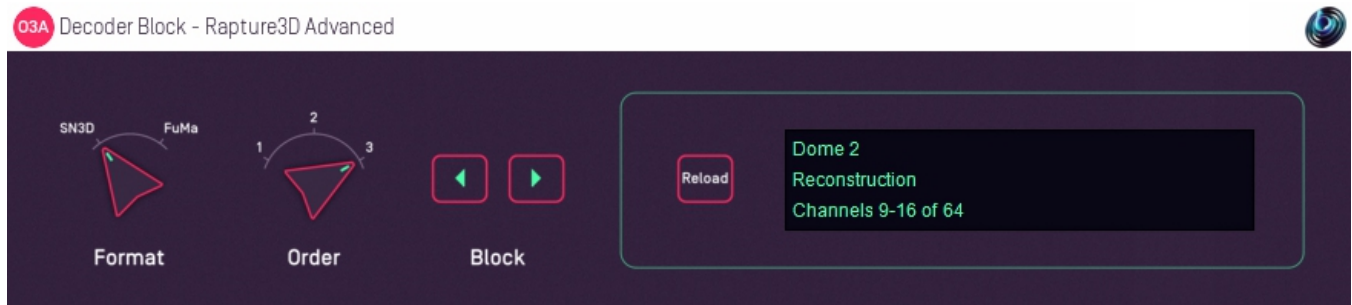 O3A Decoder Block - Rapture3D Advanced
SN3D FuMa
1 2 3
Reload
Dome 2
Reconstruction
Channels 9-16 of 64
Format Order Block